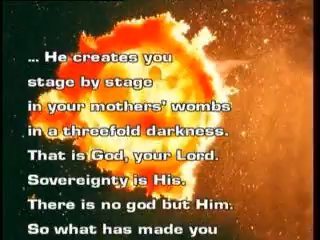 ... He creates you
stage by stage
in your mothers' wombs
in a threefold darkness.
That is God, your Lord.
Sovereignty is His.
There is no god but Him.
So what has made you